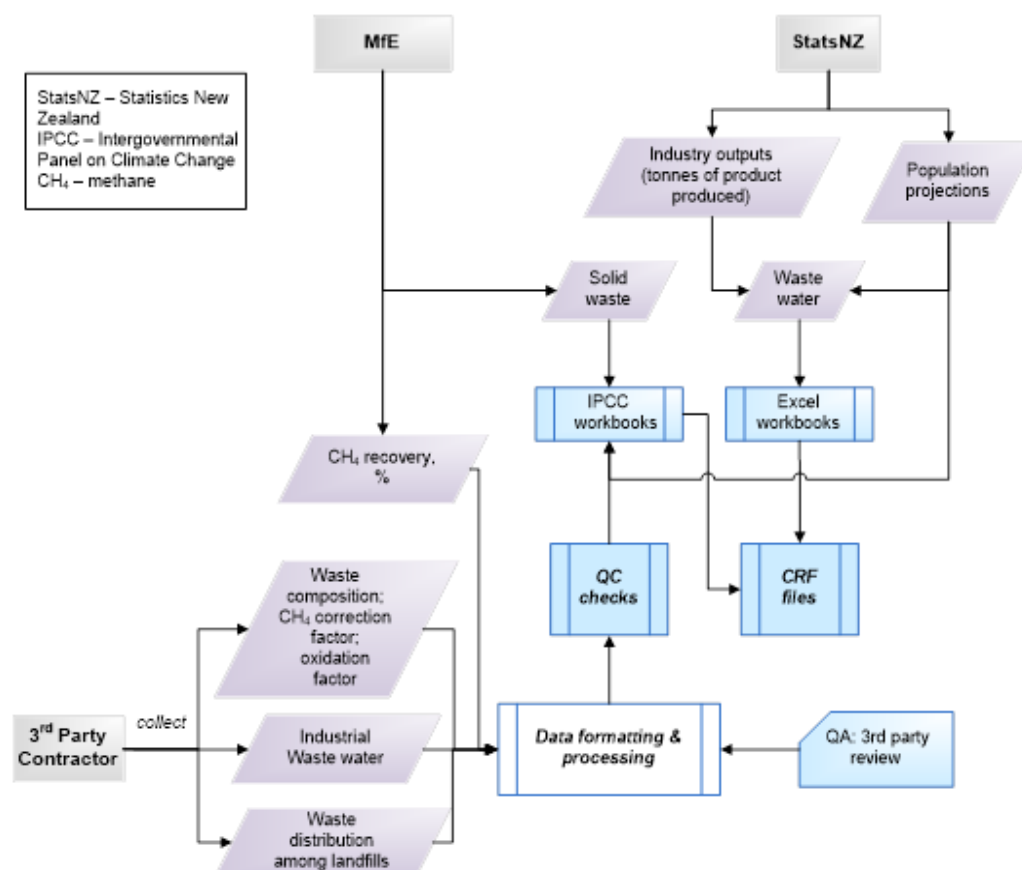 MfE
StatsNZ
StatsNZ – Statistics New
Zealand
IPCC – Intergovernmental
Panel on Climate Change
CH₄ – methane
Industry outputs
(tonnes of product
produced)
Population
projections
Solid
waste
Waste
water
IPCC
workbooks
Excel
workbooks
CH₄ recovery,
%
QC
checks
CRF
files
Waste
composition;
CH₄ correction
factor;
oxidation
factor
3rd Party
Contractor
collect
Industrial
Waste water
Data formatting &
processing
QA: 3rd party
review
Waste
distribution
among landfills